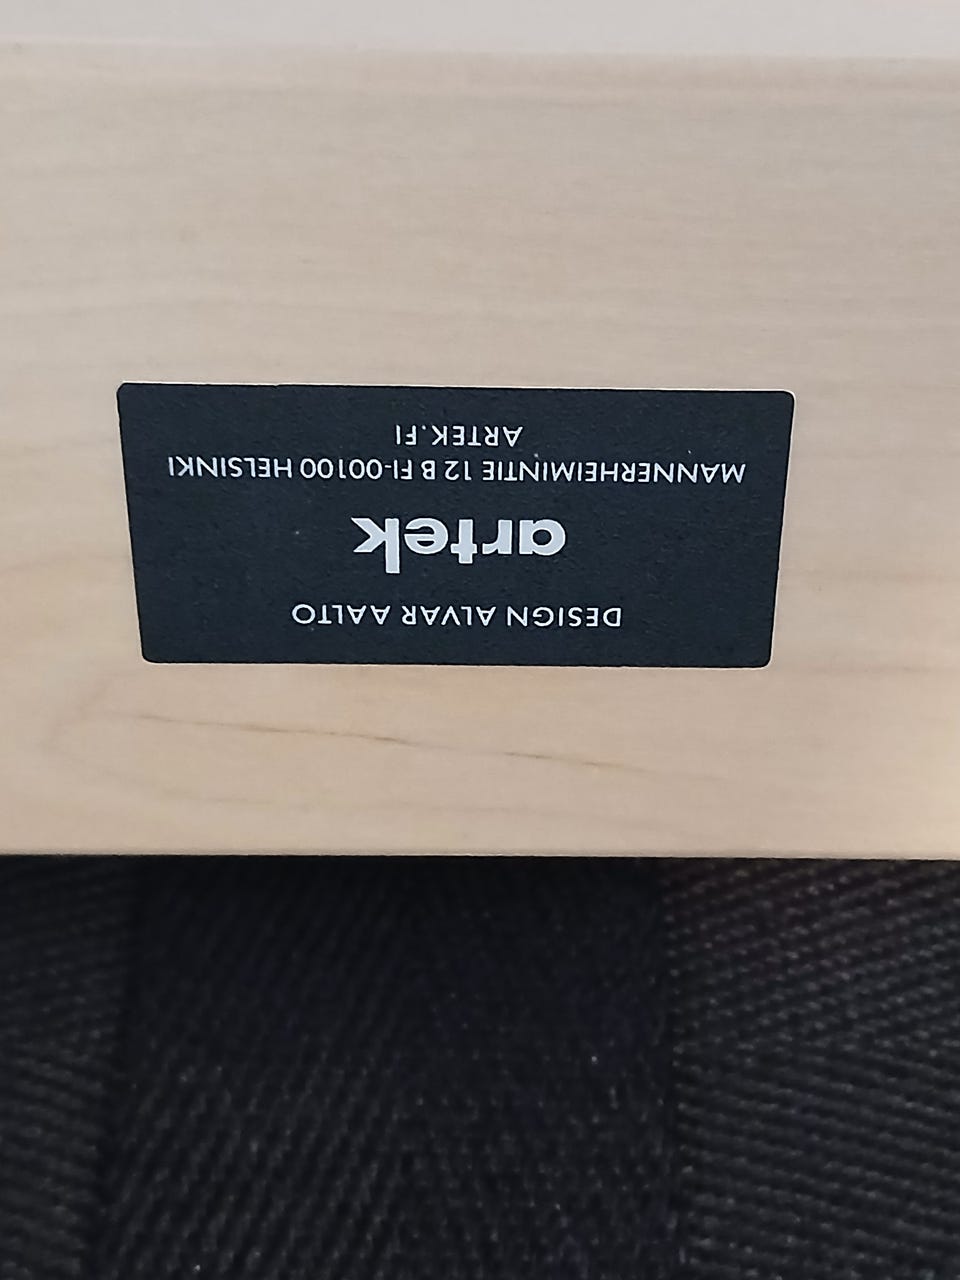 DESIGN ALVAR AALTO
artek
MANNERHEIMINTIE 12 B FI-00100 HELSINKI
ARTEK.FI